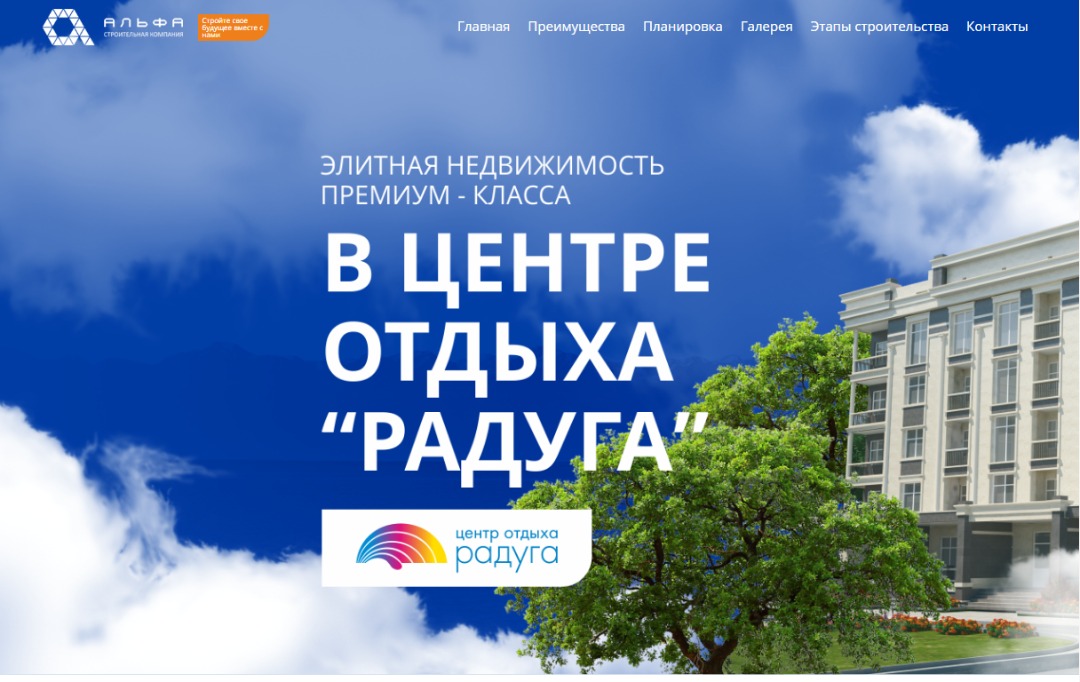 АЛЬФА
СТРОИТЕЛЬНАЯ КОМПАНИЯ
Стройте свое
будущее вместе с
нами
Главная Преимущества Планировка Галерея Этапы строительства Контакты
ЭЛИТНАЯ НЕДВИЖИМОСТЬ
ПРЕМИУМ - КЛАССА
В ЦЕНТРЕ
ОТДЫХА
“РАДУГА”
центр отдыха
радуга